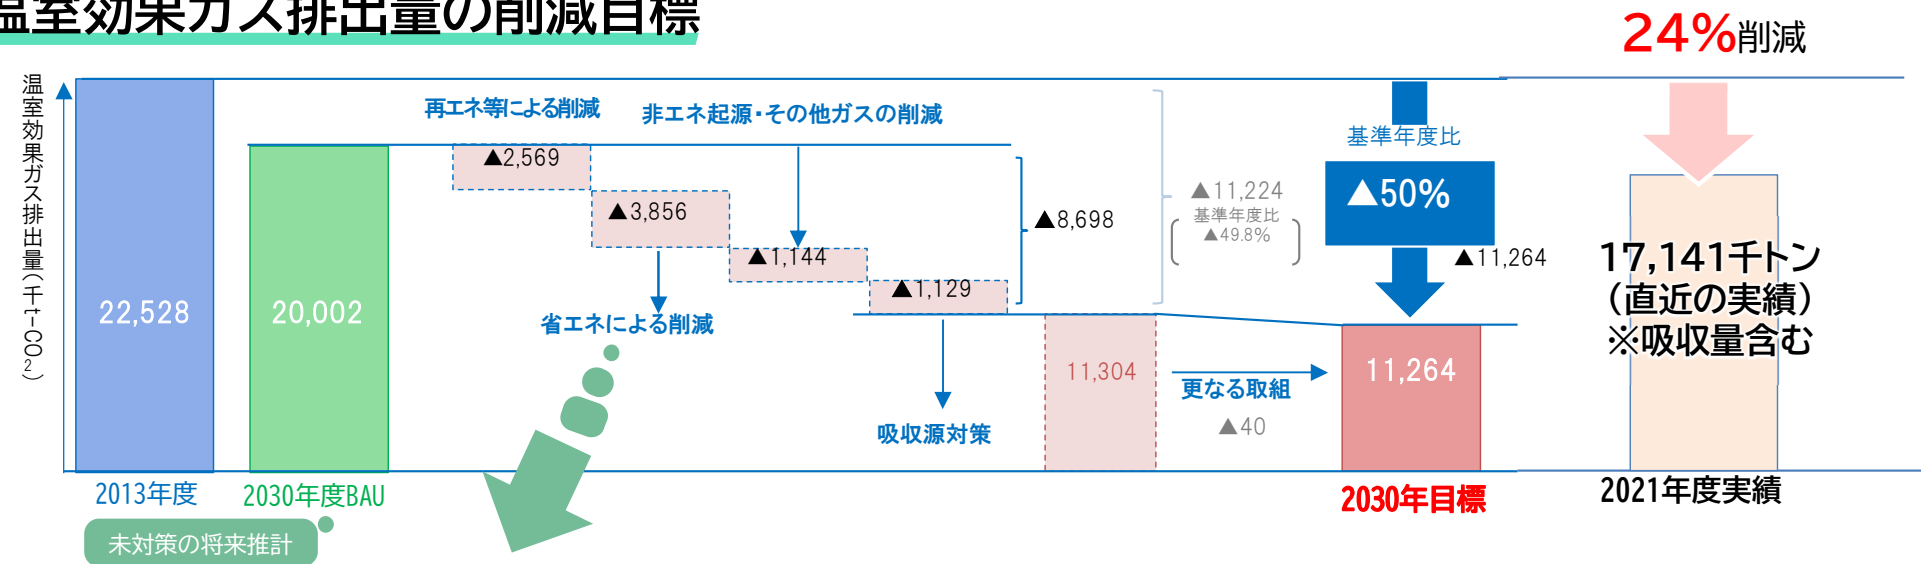 温室効果ガス排出量の削減目標
24%削減
温室効果ガス排出量(千t-CO2)
再エネ等による削減
非エネ起源・その他ガスの削減
▲2,569
▲3,856
▲1,144
▲1,129
▲8,698
▲11,224
基準年度比
▲49.8%
基準年度比
▲50%
▲11,264
22,528
20,002
省エネによる削減
吸収源対策
11,304
更なる取組
▲40
11,264
17,141千トン
(直近の実績)
※吸収量含む
2013年度
2030年度BAU
2030年目標
2021年度実績
未対策の将来推計